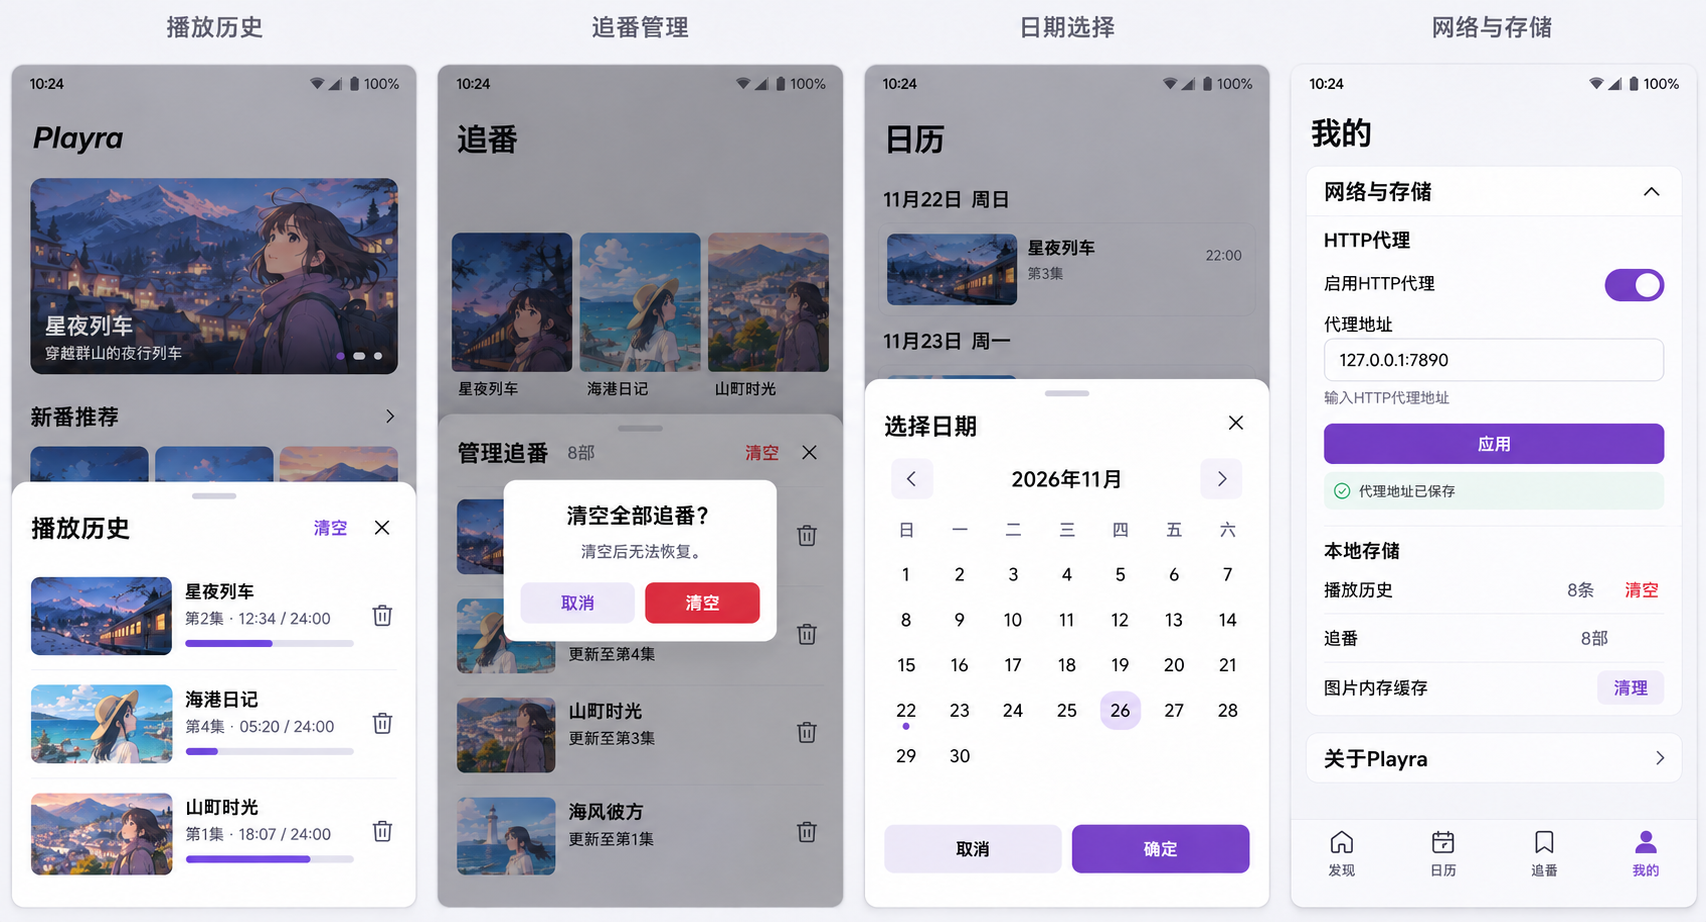 播放历史
10:24
100%
Playra
星夜列车
穿越群山的夜行列车
新番推荐
播放历史
清空
星夜列车
第2集 · 12:34 / 24:00
海港日记
第4集 · 05:20 / 24:00
山町时光
第1集 · 18:07 / 24:00
追番管理
10:24
100%
追番
星夜列车
海港日记
山町时光
管理追番
8部
清空
清空全部追番？
清空后无法恢复。
取消
清空
更新至第4集
山町时光
更新至第3集
海风彼方
更新至第1集
日期选择
10:24
100%
日历
11月22日 周日
星夜列车
第3集
22:00
11月23日 周一
选择日期
2026年11月
日 一 二 三 四 五 六
1 2 3 4 5 6 7
8 9 10 11 12 13 14
15 16 17 18 19 20 21
22 23 24 25 26 27 28
29 30
取消
确定
网络与存储
10:24
100%
我的
网络与存储
HTTP代理
启用HTTP代理
代理地址
127.0.0.1:7890
输入HTTP代理地址
应用
代理地址已保存
本地存储
播放历史
8条
清空
追番
8部
图片内存缓存
清理
关于Playra
发现
日历
追番
我的